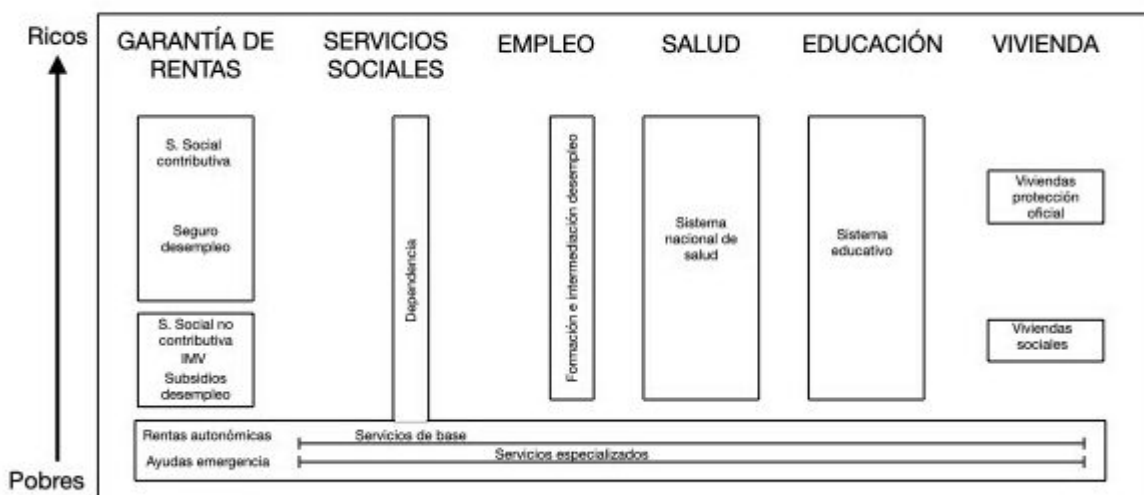 Ricos
GARANTÍA DE
RENTAS
SERVICIOS
SOCIALES
EMPLEO
SALUD
EDUCACIÓN
VIVIENDA
S. Social
contributiva
Seguro
desempleo
S. Social no
contributiva
IMV
Subsidios
desempleo
Dependencia
Formación e intermediación desempleo
Sistema
nacional de
salud
Sistema
educativo
Viviendas
protección
oficial
Viviendas
sociales
Rentas autonómicas
Servicios de base
Ayudas emergencia
Servicios especializados
Pobres